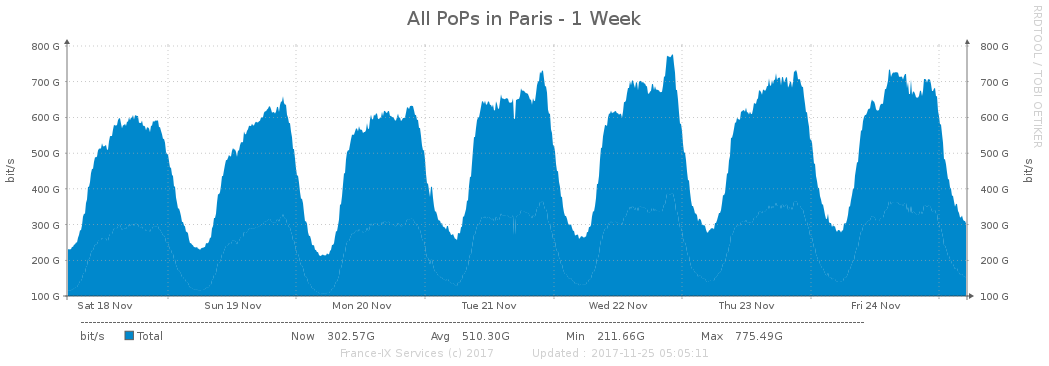 All PoPs in Paris - 1 Week
RRDTOOL / TOBI OETIKER
bit/s
bit/s
800 G 800 G
700 G 700 G
600 G 600 G
500 G 500 G
400 G 400 G
300 G 300 G
200 G 200 G
100 G 100 G
Sat 18 Nov Sun 19 Nov Mon 20 Nov Tue 21 Nov Wed 22 Nov Thu 23 Nov Fri 24 Nov
bit/s Total Now 302.57G Avg 510.30G Min 211.66G Max 775.49G
France-IX Services (c) 2017 Updated : 2017-11-25 05:05:11